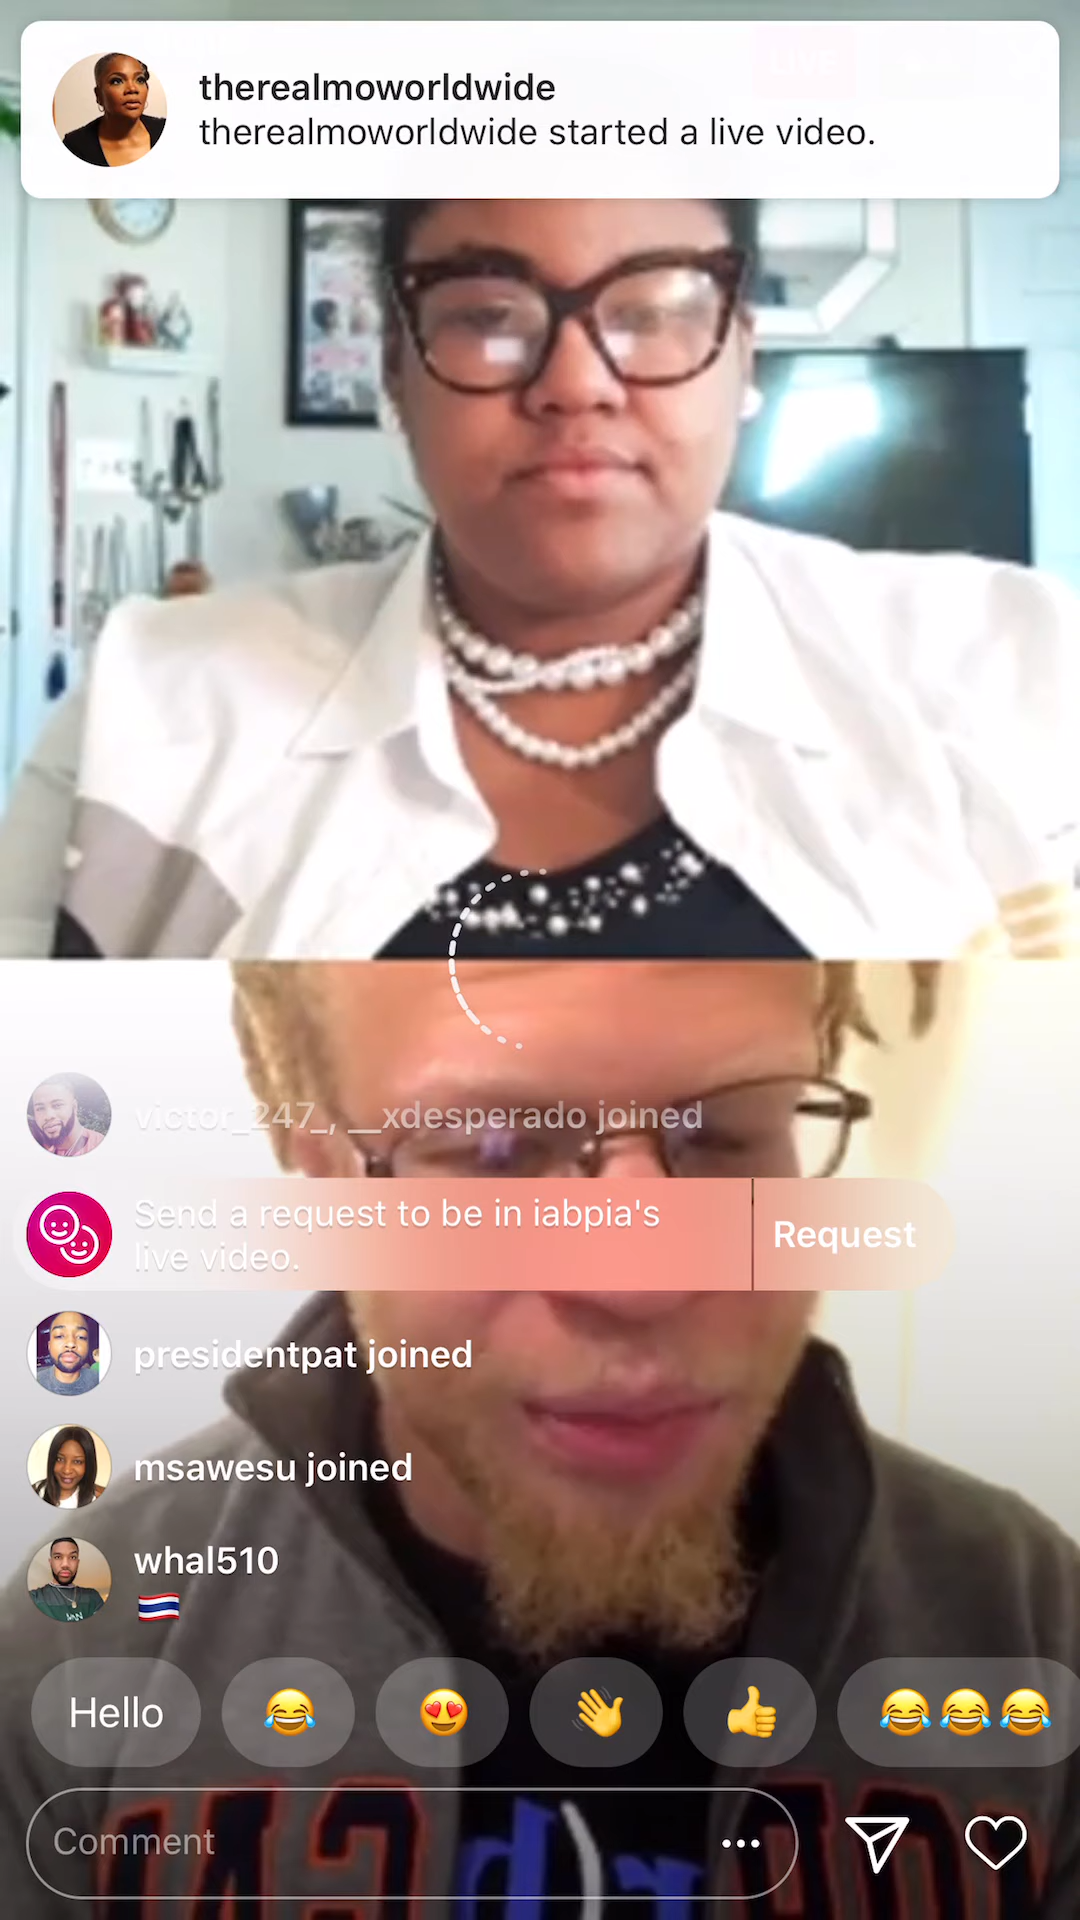 therealmoworldwide
therealmoworldwide started a live video.
victor_247_, __xdesperado joined
Send a request to be in iabpia's
live video.
Request
presidentpat joined
msawesu joined
whal510
🇹🇭
Hello
😂
😍
👋
👍
😂😂😂
Comment